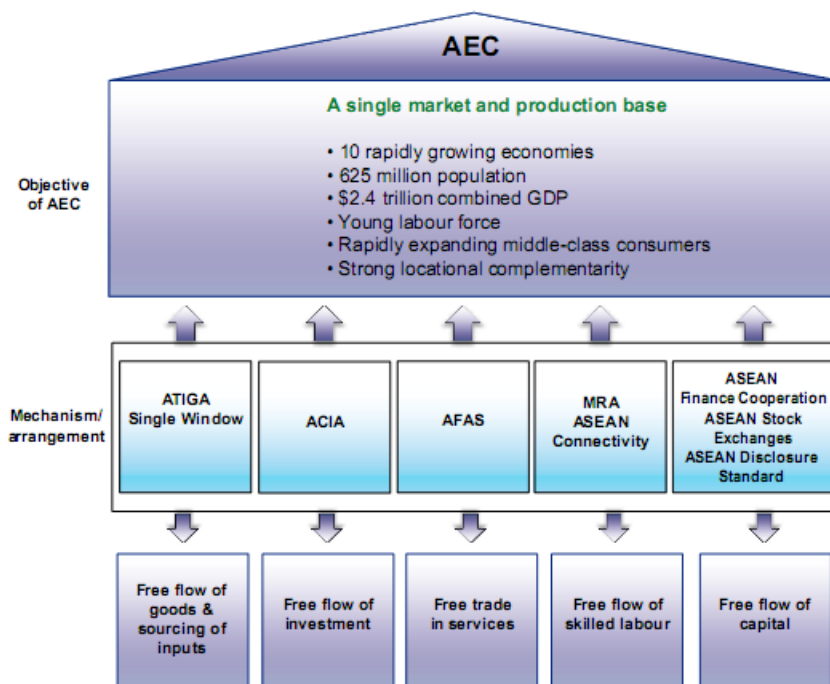 AEC
A single market and production base
• 10 rapidly growing economies
• 625 million population
• $2.4 trillion combined GDP
• Young labour force
• Rapidly expanding middle-class consumers
• Strong locational complementarity
Objective
of AEC
Mechanism/
arrangement
ATIGA
Single Window
ACIA
AFAS
MRA
ASEAN
Connectivity
ASEAN
Finance Cooperation
ASEAN Stock
Exchanges
ASEAN Disclosure
Standard
Free flow of
goods &
sourcing of
inputs
Free flow of
investment
Free trade
in services
Free flow of
skilled labour
Free flow of
capital